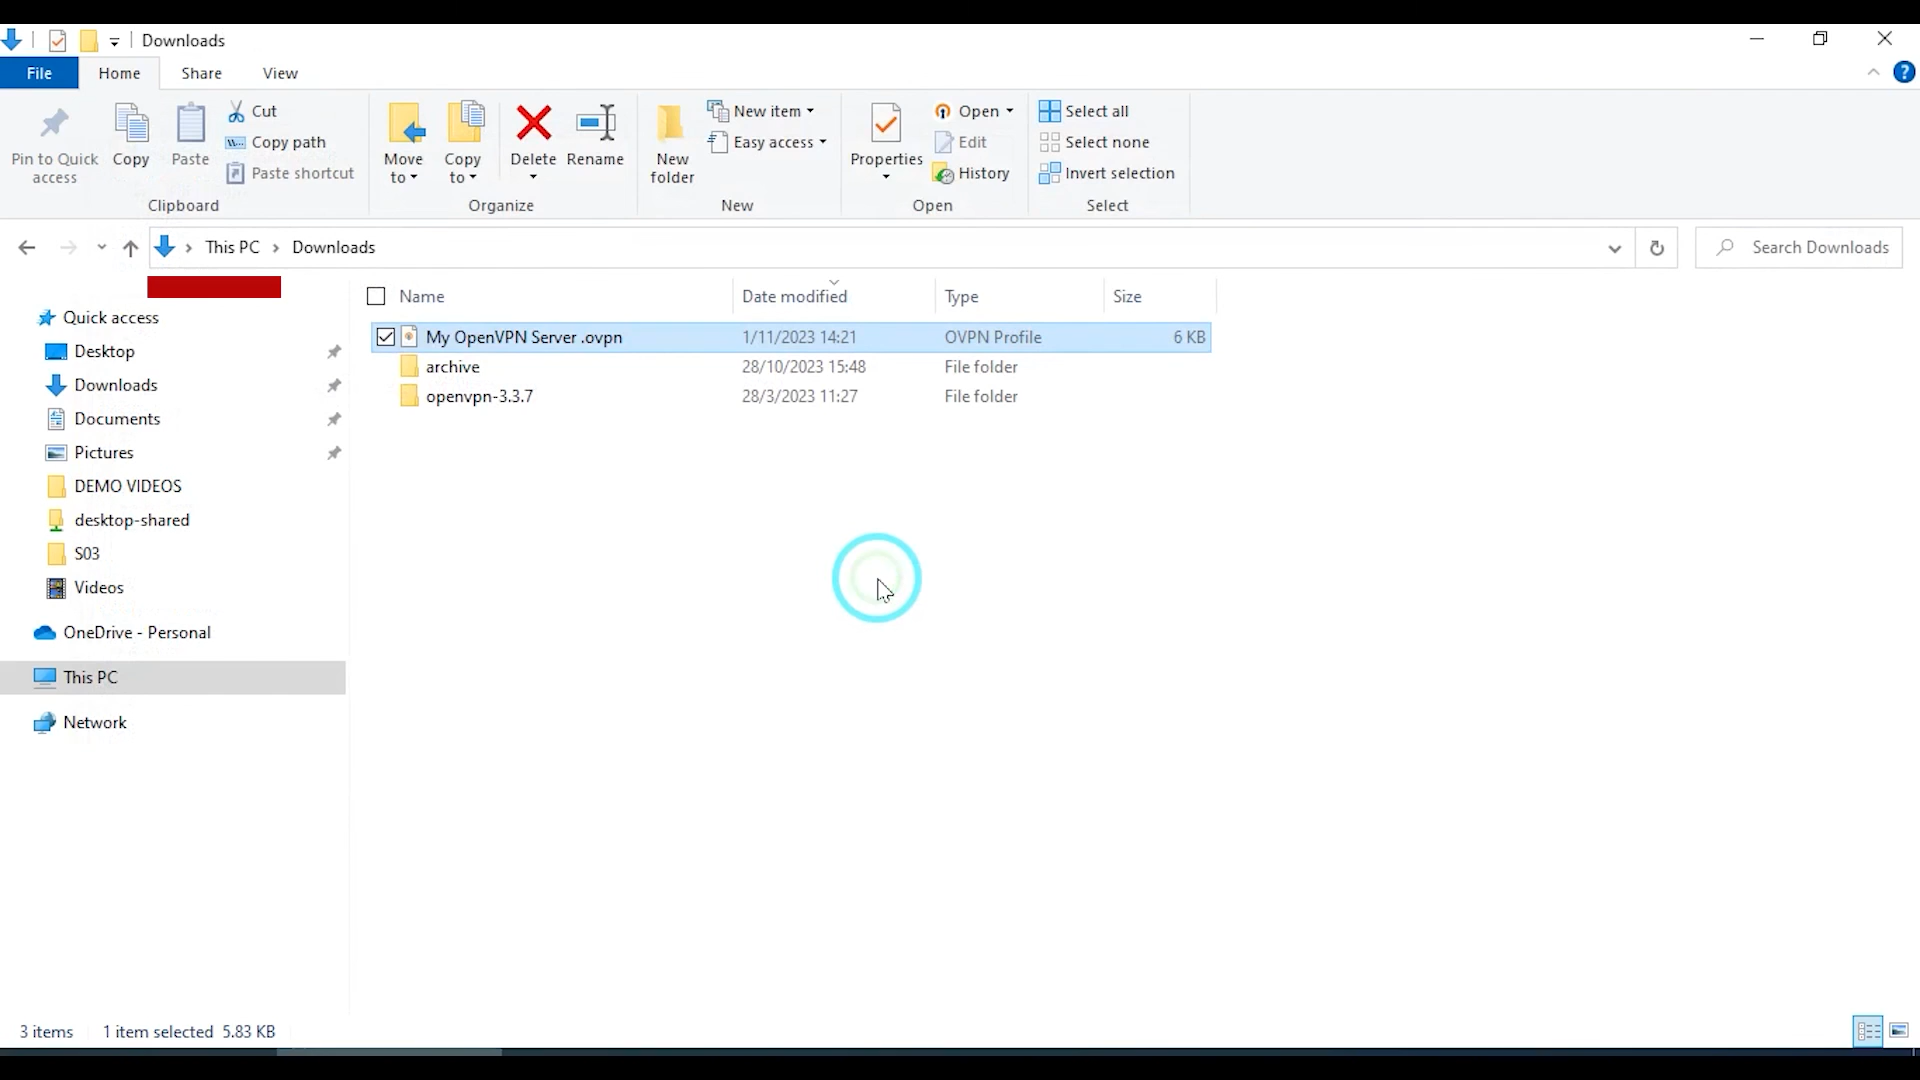 Downloads
File Home Share View
Pin to Quick access
Copy
Paste
Cut
Copy path
Paste shortcut
Clipboard
Move to
Copy to
Delete
Rename
Organize
New folder
New item
Easy access
New
Properties
Open
Edit
History
Open
Select all
Select none
Invert selection
Select
This PC > Downloads
Search Downloads
Name Date modified Type Size
My OpenVPN Server .ovpn 1/11/2023 14:21 OVPN Profile 6 KB
archive 28/10/2023 15:48 File folder
openvpn-3.3.7 28/3/2023 11:27 File folder
Quick access
Desktop
Downloads
Documents
Pictures
DEMO VIDEOS
desktop-shared
S03
Videos
OneDrive - Personal
This PC
Network
3 items 1 item selected 5.83 KB